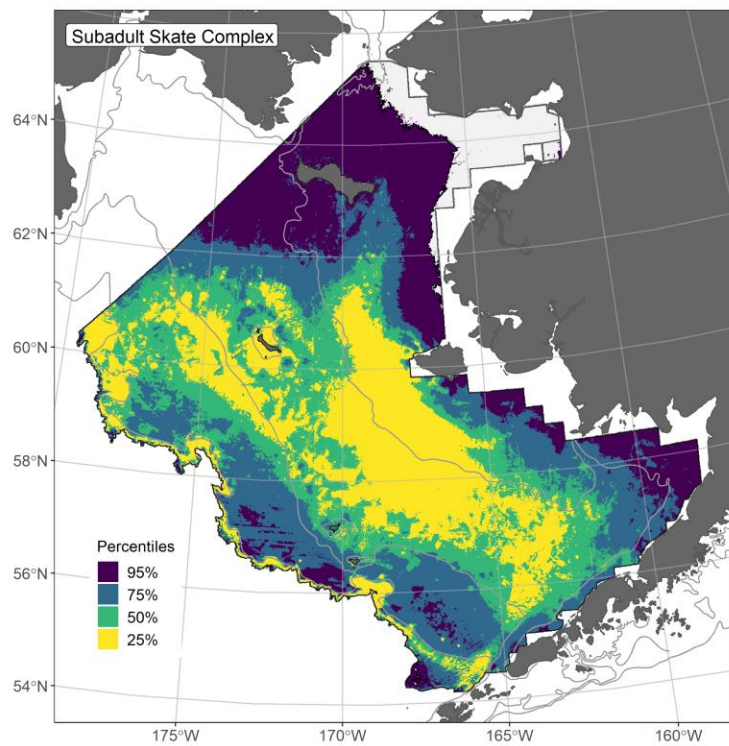 Subadult Skate Complex
64°N
62°N
60°N
58°N
56°N
54°N
Percentiles
95%
75%
50%
25%
175°W
170°W
165°W
160°W